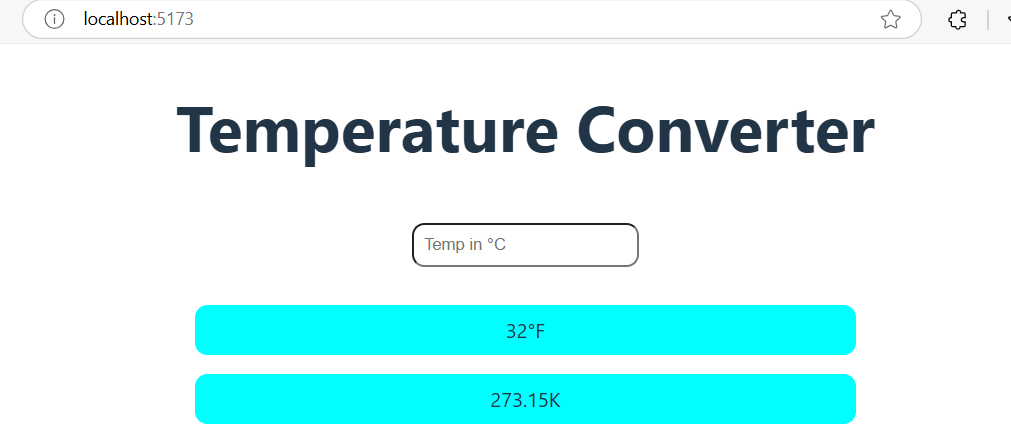 localhost:5173
Temperature Converter
Temp in °C
32°F
273.15K